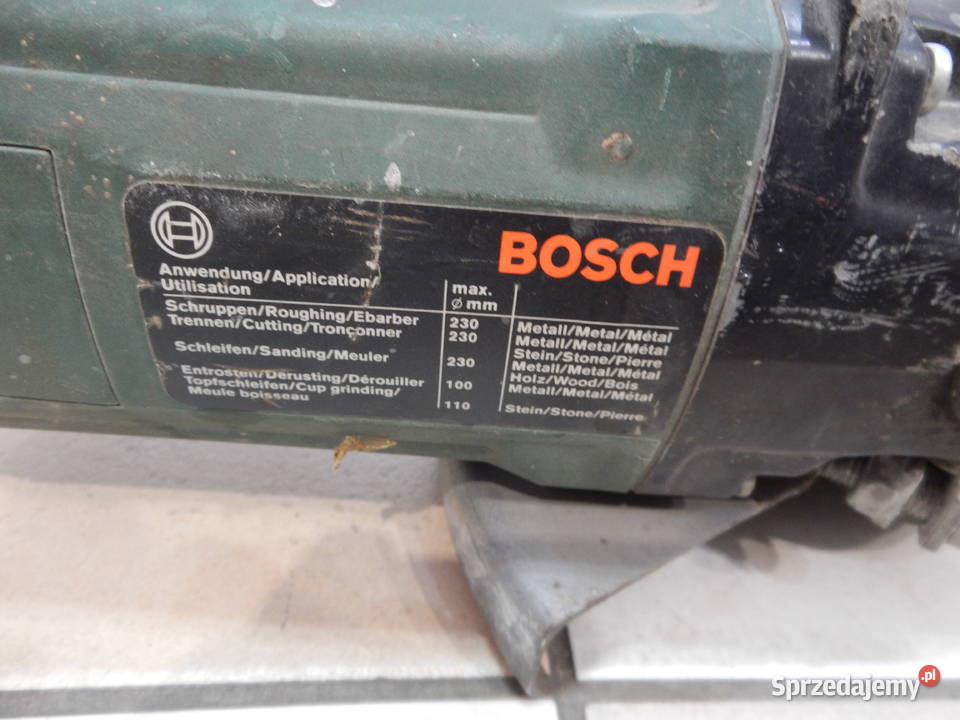 BOSCH
Anwendung/Application/
Utilisation
max.
ø mm
Schruppen/Roughing/Ebarber 230 Metall/Metal/Métal
Trennen/Cutting/Tronçonner 230 Metall/Metal/Métal
Stein/Stone/Pierre
Schleifen/Sanding/Meuler 230 Metall/Metal/Métal
Holz/Wood/Bois
Entrosten/Derusting/Dérouiller 100 Metall/Metal/Métal
Topfschleifen/Cup grinding/
Meule boisseau 110 Stein/Stone/Pierre
Sprzedajemy.pl